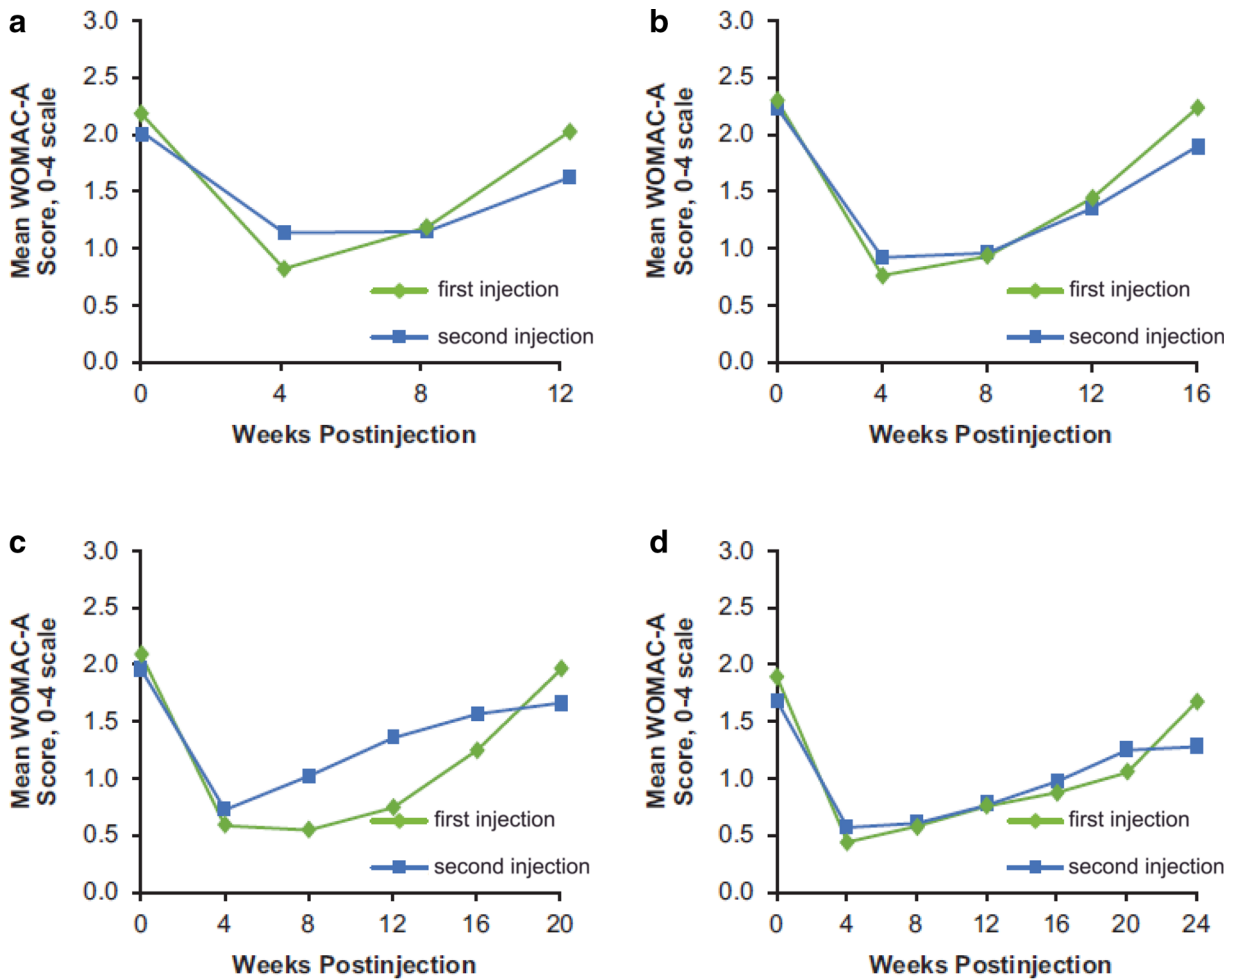 a
3.0
2.5
2.0
1.5
1.0
0.5
0.0
Mean WOMAC-A
Score, 0-4 scale
first injection
second injection
0 4 8 12
Weeks Postinjection
b
3.0
2.5
2.0
1.5
1.0
0.5
0.0
Mean WOMAC-A
Score, 0-4 scale
first injection
second injection
0 4 8 12 16
Weeks Postinjection
c
3.0
2.5
2.0
1.5
1.0
0.5
0.0
Mean WOMAC-A
Score, 0-4 scale
first injection
second injection
0 4 8 12 16 20
Weeks Postinjection
d
3.0
2.5
2.0
1.5
1.0
0.5
0.0
Mean WOMAC-A
Score, 0-4 scale
first injection
second injection
0 4 8 12 16 20 24
Weeks Postinjection